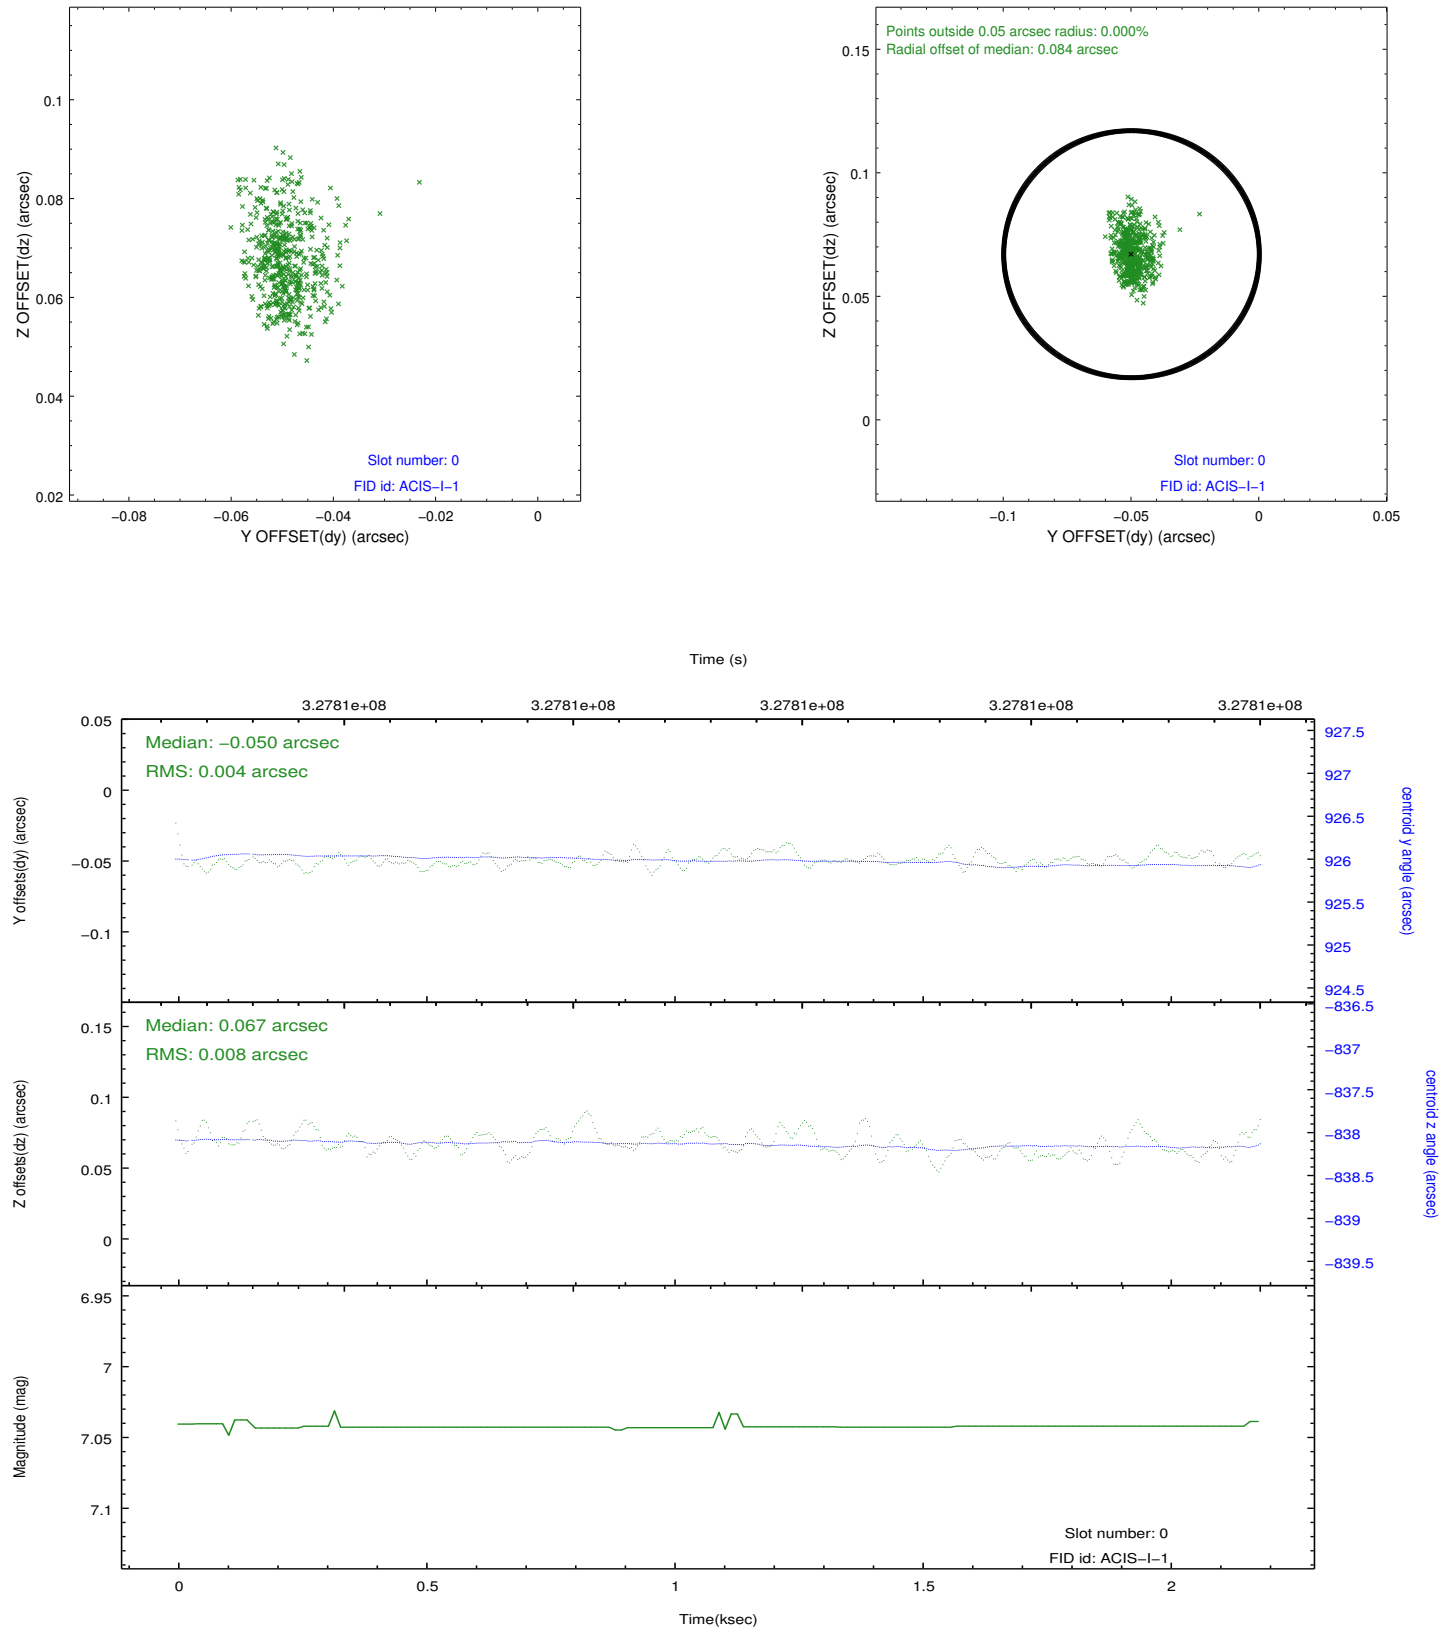 0.1
0.08
0.06
0.04
0.02
Z OFFSET(dz) (arcsec)
−0.08 −0.06 −0.04 −0.02 0
Y OFFSET(dy) (arcsec)
Slot number: 0
FID id: ACIS−I−1
Points outside 0.05 arcsec radius: 0.000%
Radial offset of median: 0.084 arcsec
0.15
0.1
0.05
0
Z OFFSET(dz) (arcsec)
−0.1 −0.05 0 0.05
Y OFFSET(dy) (arcsec)
Slot number: 0
FID id: ACIS−I−1
Time (s)
3.2781e+08 3.2781e+08 3.2781e+08 3.2781e+08 3.2781e+08
Median: −0.050 arcsec
RMS: 0.004 arcsec
0.05
0
−0.05
−0.1
Y offsets(dy) (arcsec)
927.5
927
926.5
926
925.5
925
924.5
centroid y angle (arcsec)
Median: 0.067 arcsec
RMS: 0.008 arcsec
0.15
0.1
0.05
0
Z offsets(dz) (arcsec)
−836.5
−837
−837.5
−838
−838.5
−839
−839.5
centroid z angle (arcsec)
6.95
7
7.05
7.1
Magnitude (mag)
Slot number: 0
FID id: ACIS−I−1
0 0.5 1 1.5 2
Time(ksec)